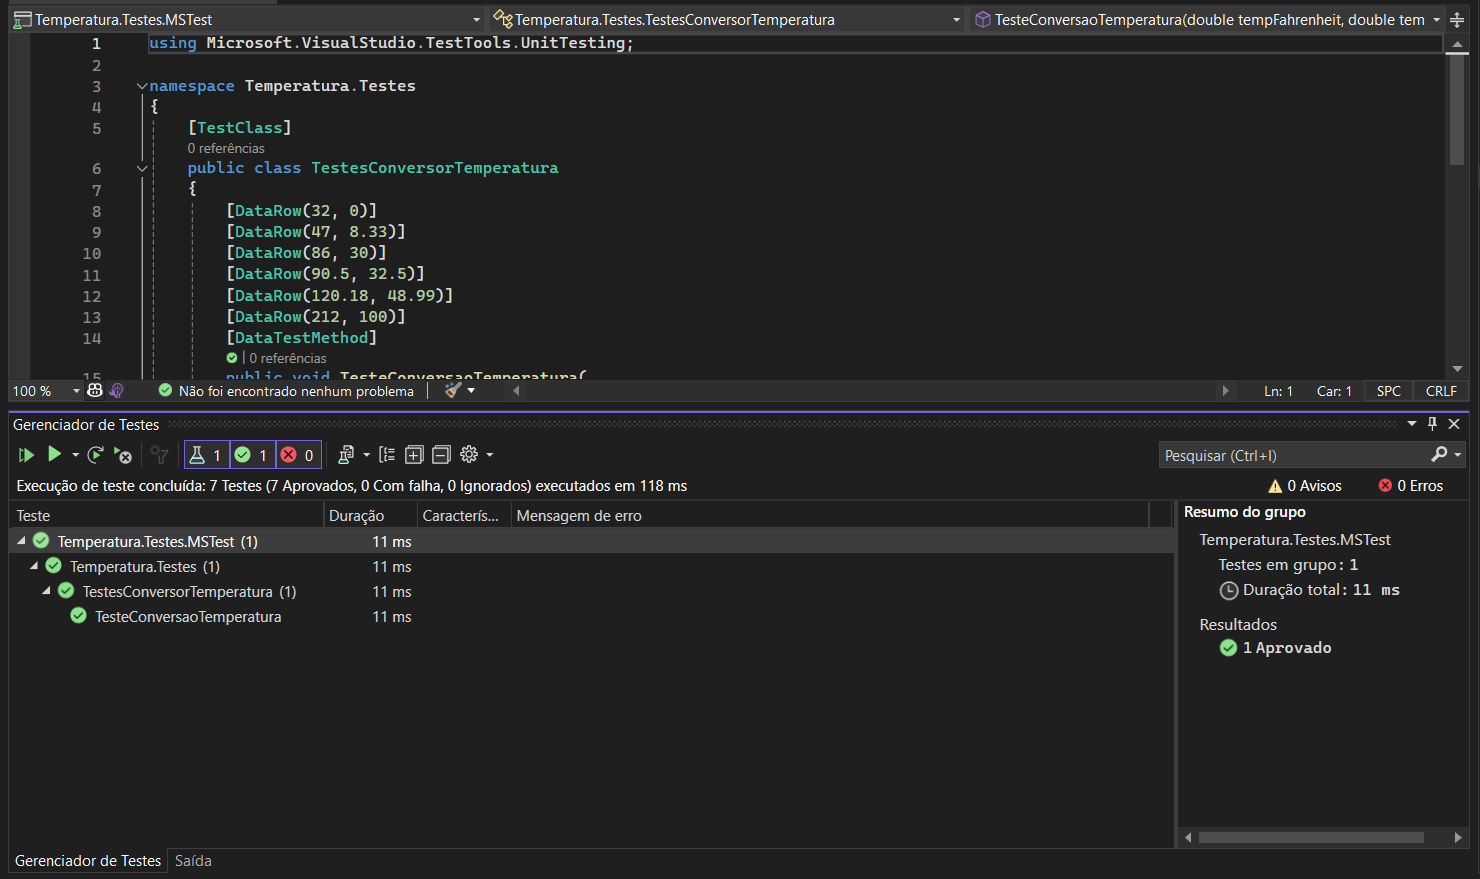 Temperatura.Testes.MSTest
Temperatura.Testes.TestesConversorTemperatura
TesteConversaoTemperatura(double tempFahrenheit, double tem
1 using Microsoft.VisualStudio.TestTools.UnitTesting;
2
3 namespace Temperatura.Testes
4 {
5 [TestClass]
0 referências
6 public class TestesConversorTemperatura
7 {
8 [DataRow(32, 0)]
9 [DataRow(47, 8.33)]
10 [DataRow(86, 30)]
11 [DataRow(90.5, 32.5)]
12 [DataRow(120.18, 48.99)]
13 [DataRow(212, 100)]
14 [DataTestMethod]
| 0 referências
15 public void TesteConversaoTemperatura(
100 % Não foi encontrado nenhum problema Ln: 1 Car: 1 SPC CRLF
Gerenciador de Testes
1 1 0 Pesquisar (Ctrl+I)
Execução de teste concluída: 7 Testes (7 Aprovados, 0 Com falha, 0 Ignorados) executados em 118 ms 0 Avisos 0 Erros
Teste Duração Caracterís... Mensagem de erro
Temperatura.Testes.MSTest (1) 11 ms
Temperatura.Testes (1) 11 ms
TestesConversorTemperatura (1) 11 ms
TesteConversaoTemperatura 11 ms
Resumo do grupo
Temperatura.Testes.MSTest
Testes em grupo: 1
Duração total: 11 ms
Resultados
1 Aprovado
Gerenciador de Testes Saída